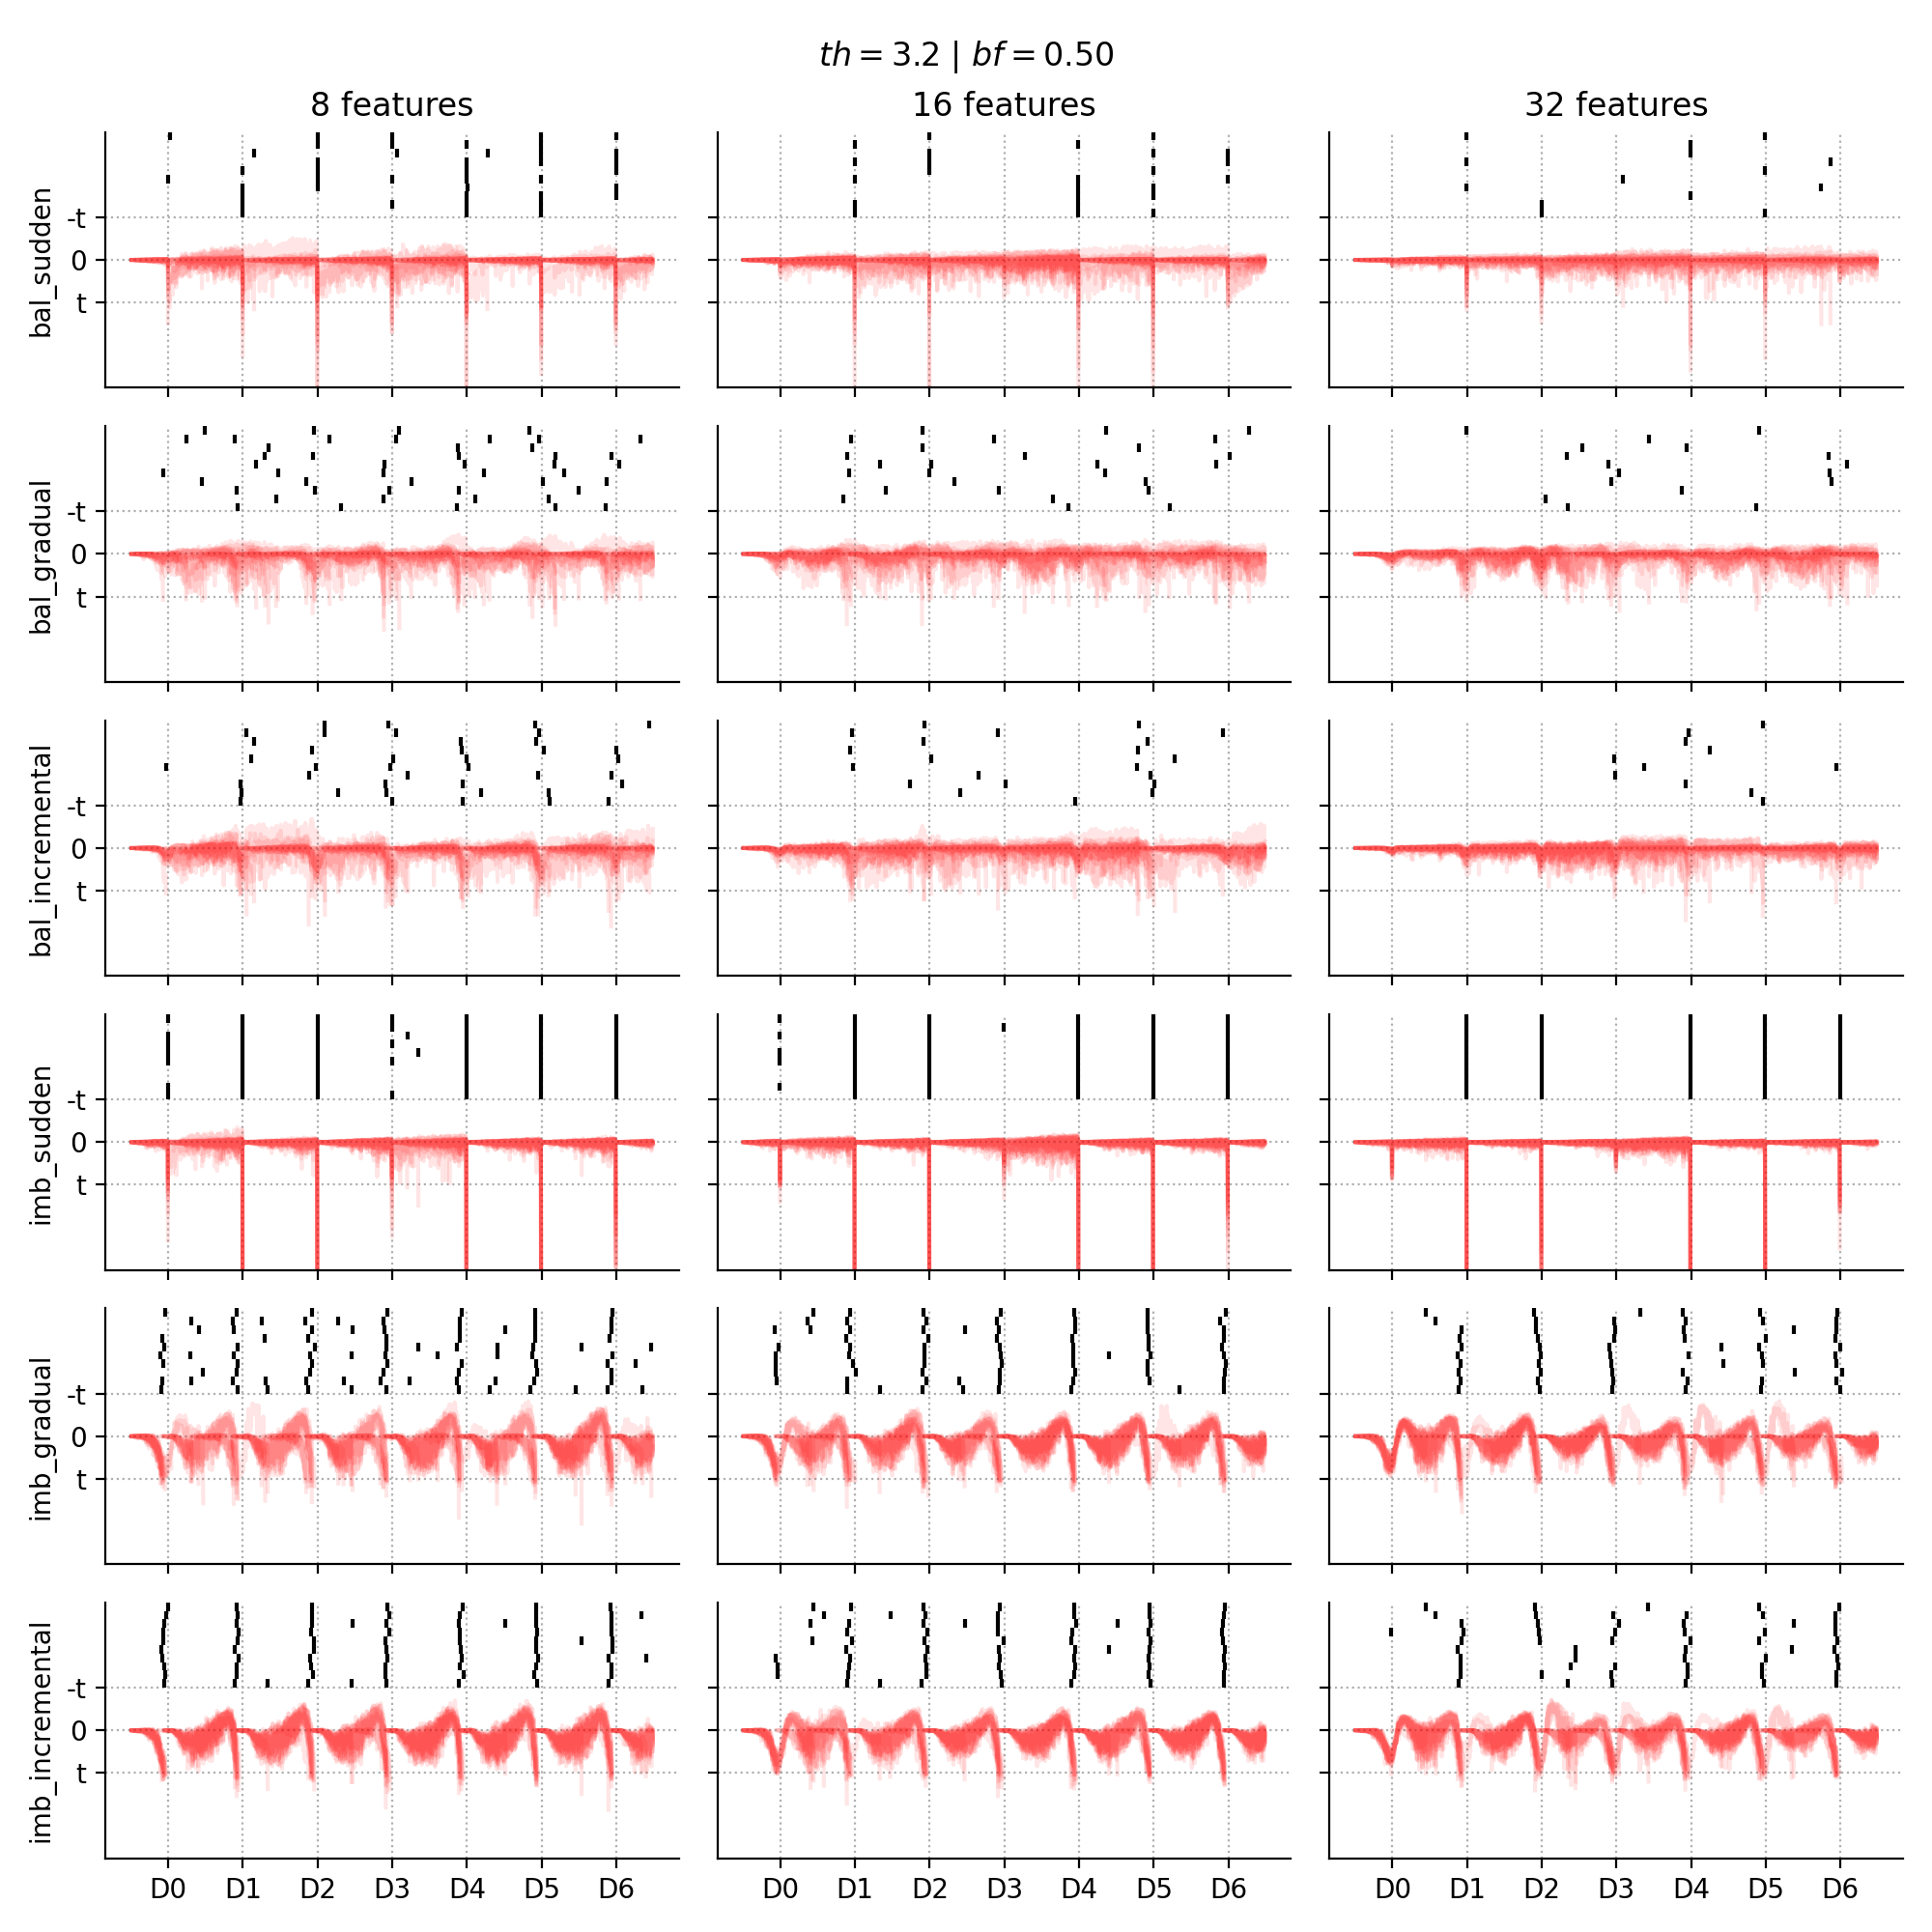 th = 3.2 | bf = 0.50
8 features 16 features 32 features
bal_sudden
-t
0
t
bal_gradual
-t
0
t
bal_incremental
-t
0
t
imb_sudden
-t
0
t
imb_gradual
-t
0
t
imb_incremental
-t
0
t
D0 D1 D2 D3 D4 D5 D6 D0 D1 D2 D3 D4 D5 D6 D0 D1 D2 D3 D4 D5 D6